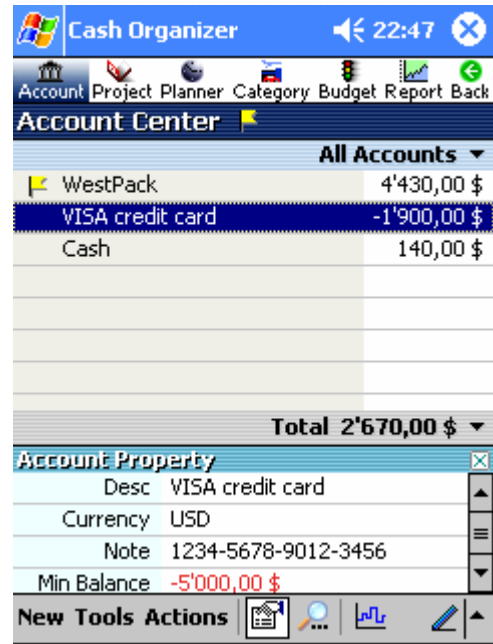 Cash Organizer 22:47
Account Project Planner Category Budget Report Back
Account Center
All Accounts
WestPack 4'430,00 $
VISA credit card -1'900,00 $
Cash 140,00 $
Total 2'670,00 $
Account Property
Desc VISA credit card
Currency USD
Note 1234-5678-9012-3456
Min Balance -5'000,00 $
New Tools Actions